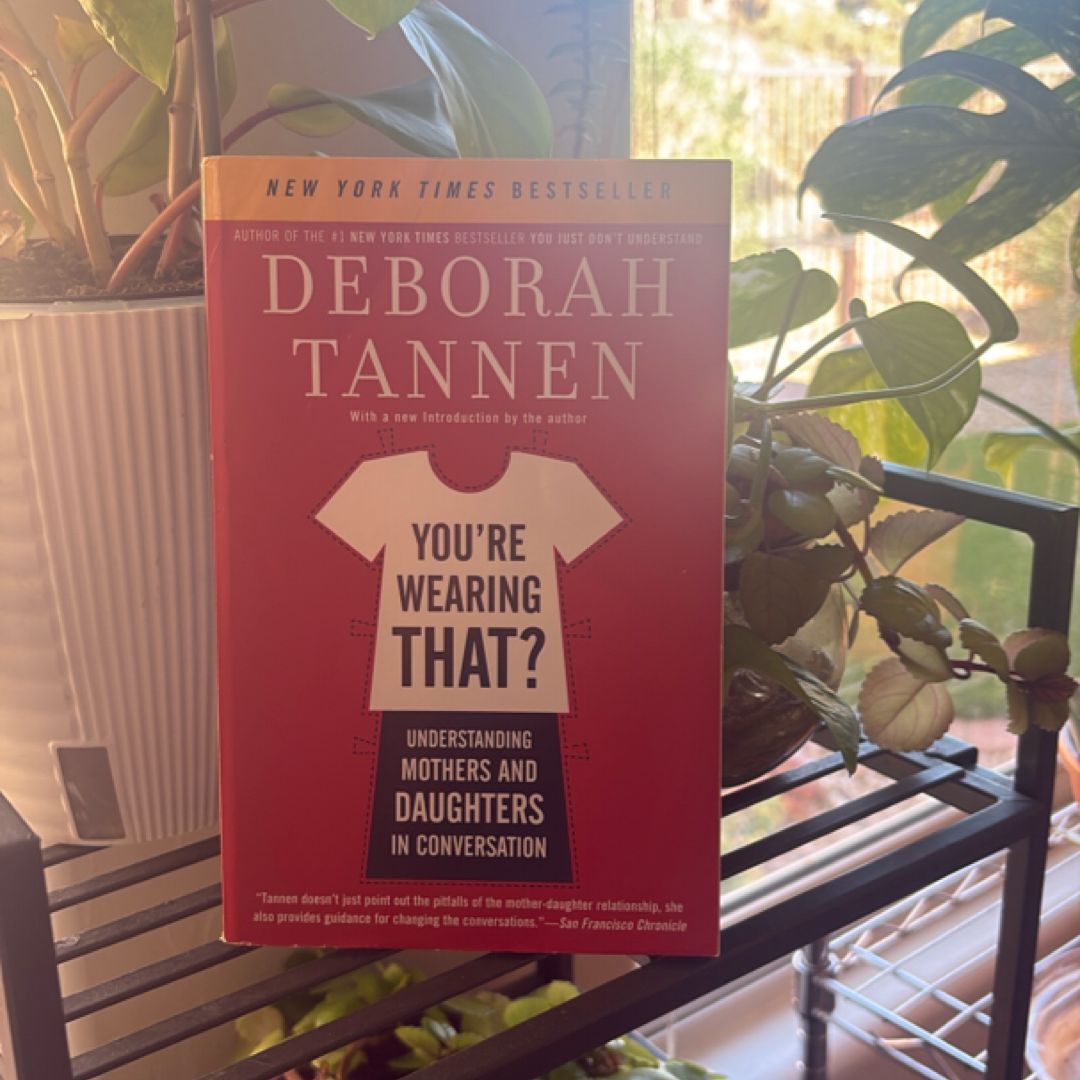 NEW YORK TIMES BESTSELLER
AUTHOR OF THE #1 NEW YORK TIMES BESTSELLER YOU JUST DON'T UNDERSTAND
DEBORAH
TANNEN
With a new Introduction by the author
YOU'RE
WEARING
THAT?
UNDERSTANDING
MOTHERS AND
DAUGHTERS
IN CONVERSATION
"Tannen doesn't just point out the pitfalls of the mother-daughter relationship, she
also provides guidance for changing the conversations."—San Francisco Chronicle